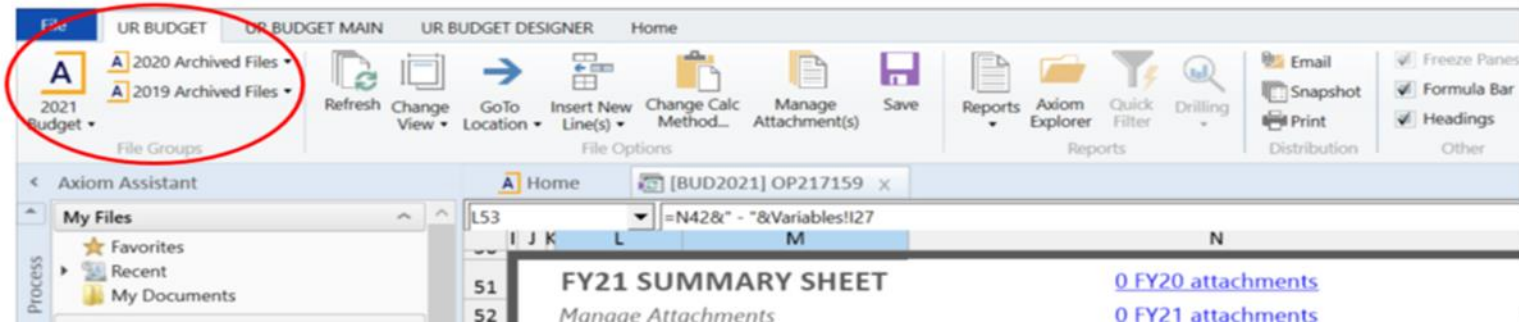 File UR BUDGET UR BUDGET MAIN UR BUDGET DESIGNER Home
A 2021 Budget
A 2020 Archived Files
A 2019 Archived Files
File Groups
Refresh
Change View
GoTo Location
Insert New Line(s)
Change Calc Method...
Manage Attachment(s)
Save
File Options
Reports
Axiom Explorer
Quick Filter
Drilling
Reports
Email
Snapshot
Print
Distribution
Freeze Panes
Formula Bar
Headings
Other
Axiom Assistant
A Home [BUD2021] OP217159 x
My Files
L53 =N42&" - "&Variables!I27
Favorites
Recent
My Documents
Process
I J K L M N
51 FY21 SUMMARY SHEET 0 FY20 attachments
52 Manage Attachments 0 FY21 attachments